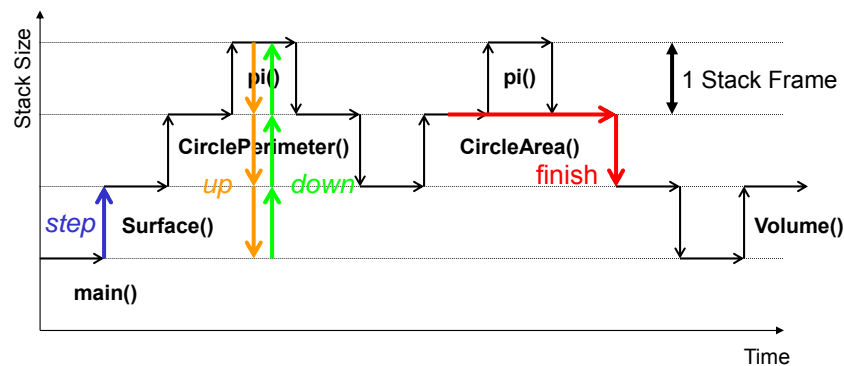 Stack Size
pi()
pi()
1 Stack Frame
CirclePerimeter()
CircleArea()
up
down
finish
step
Surface()
Volume()
main()
Time